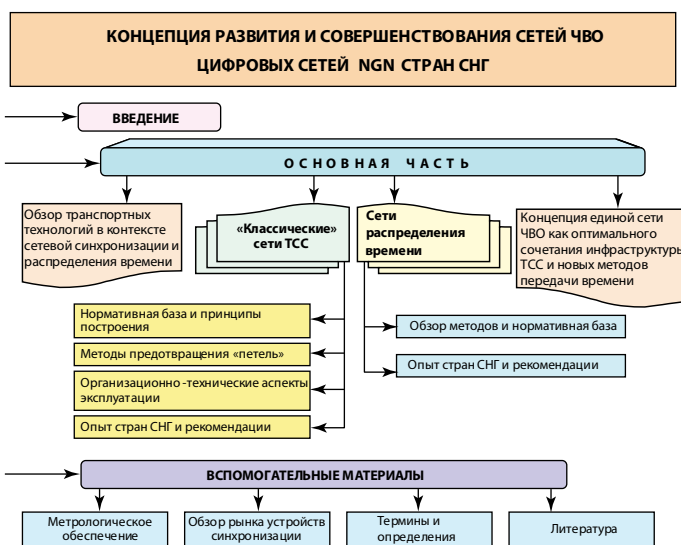 КОНЦЕПЦИЯ РАЗВИТИЯ И СОВЕРШЕНСТВОВАНИЯ СЕТЕЙ ЧВО
ЦИФРОВЫХ СЕТЕЙ NGN СТРАН СНГ
ВВЕДЕНИЕ
ОСНОВНАЯ ЧАСТЬ
Обзор транспортных
технологий в контексте
сетевой синхронизации и
распределения времени
«Классические»
сети ТСС
Сети
распределения
времени
Концепция единой сети
ЧВО как оптимального
сочетания инфраструктуры
ТСС и новых методов
передачи времени
Нормативная база и принципы
построения
Методы предотвращения «петель»
Организационно -технические аспекты
эксплуатации
Опыт стран СНГ и рекомендации
Обзор методов и нормативная база
Опыт стран СНГ и рекомендации
ВСПОМОГАТЕЛЬНЫЕ МАТЕРИАЛЫ
Метрологическое
обеспечение
Обзор рынка устройств
синхронизации
Термины и
определения
Литература